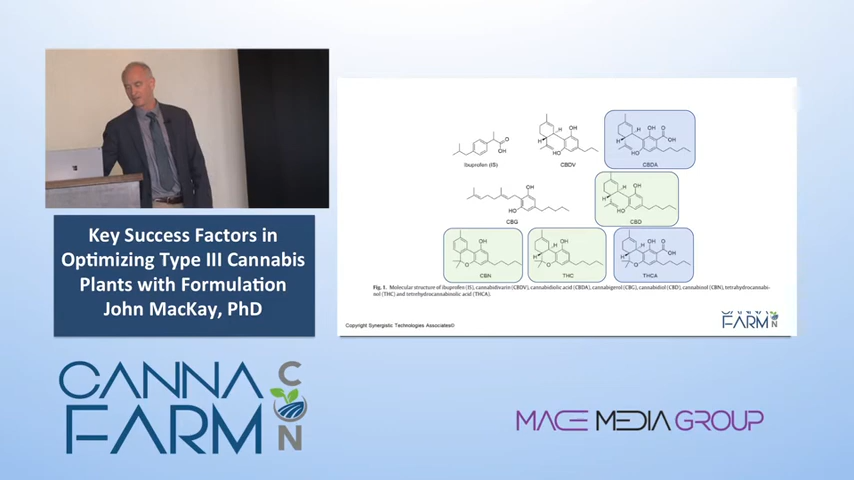 Key Success Factors in
Optimizing Type III Cannabis
Plants with Formulation
John MacKay, PhD
CANNA
FARM
CON
Ibuprofen (IS)
CBDV
CBDA
CBG
CBD
CBN
THC
THCA
Fig. 1. Molecular structure of ibuprofen (IS), cannabidivarin (CBDV), cannabidiolic acid (CBDA), cannabigerol (CBG), cannabidiol (CBD), cannabinol (CBN), tetrahydrocannabi-
nol (THC) and tetrahydrocannabinolic acid (THCA).
Copyright Synergistic Technologies Associates©
CANNA
FARM
MACE MEDIA GROUP